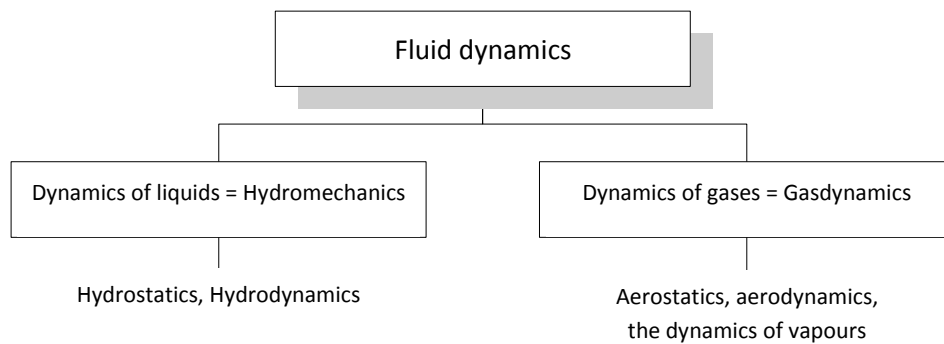 Fluid dynamics
Dynamics of liquids = Hydromechanics
Dynamics of gases = Gasdynamics
Hydrostatics, Hydrodynamics
Aerostatics, aerodynamics,
the dynamics of vapours